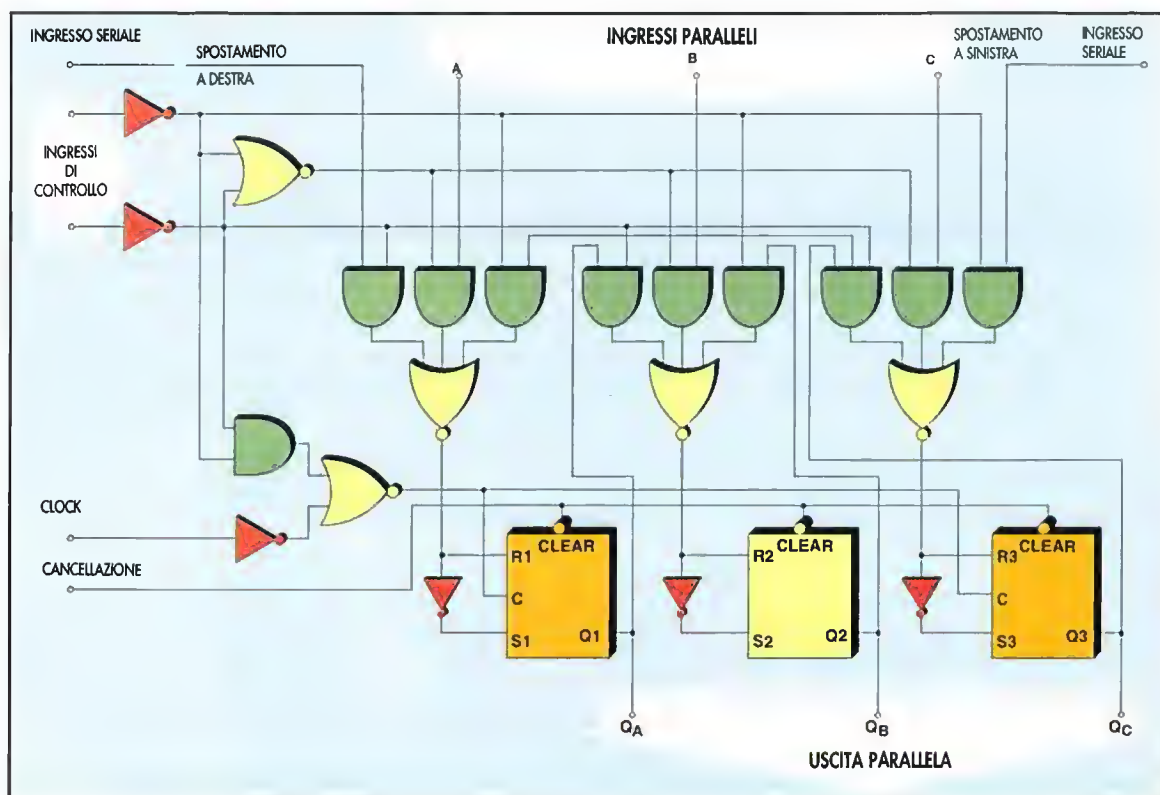 INGRESSO SERIALE
SPOSTAMENTO
A DESTRA
INGRESSI PARALLELI
A
B
C
SPOSTAMENTO
A SINISTRA
INGRESSO
SERIALE
INGRESSI
DI
CONTROLLO
CLOCK
CANCELLAZIONE
CLEAR
R1
C
S1
Q1
CLEAR
R2
S2
Q2
CLEAR
R3
C
S3
Q3
QA
QB
QC
USCITA PARALLELA